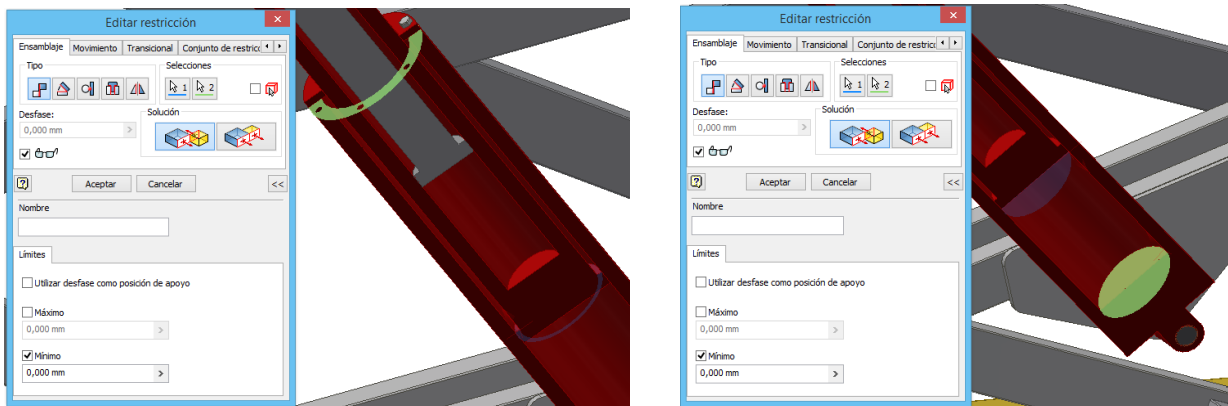 Editar restricción
Ensamblaje Movimiento Transicional Conjunto de restricc
Tipo Selecciones
1 2
Desfase: Solución
0,000 mm
Aceptar Cancelar <<
Nombre
Límites
Utilizar desfase como posición de apoyo
Máximo
0,000 mm
Mínimo
0,000 mm
Editar restricción
Ensamblaje Movimiento Transicional Conjunto de restricc
Tipo Selecciones
1 2
Desfase: Solución
0,000 mm
Aceptar Cancelar <<
Nombre
Límites
Utilizar desfase como posición de apoyo
Máximo
0,000 mm
Mínimo
0,000 mm